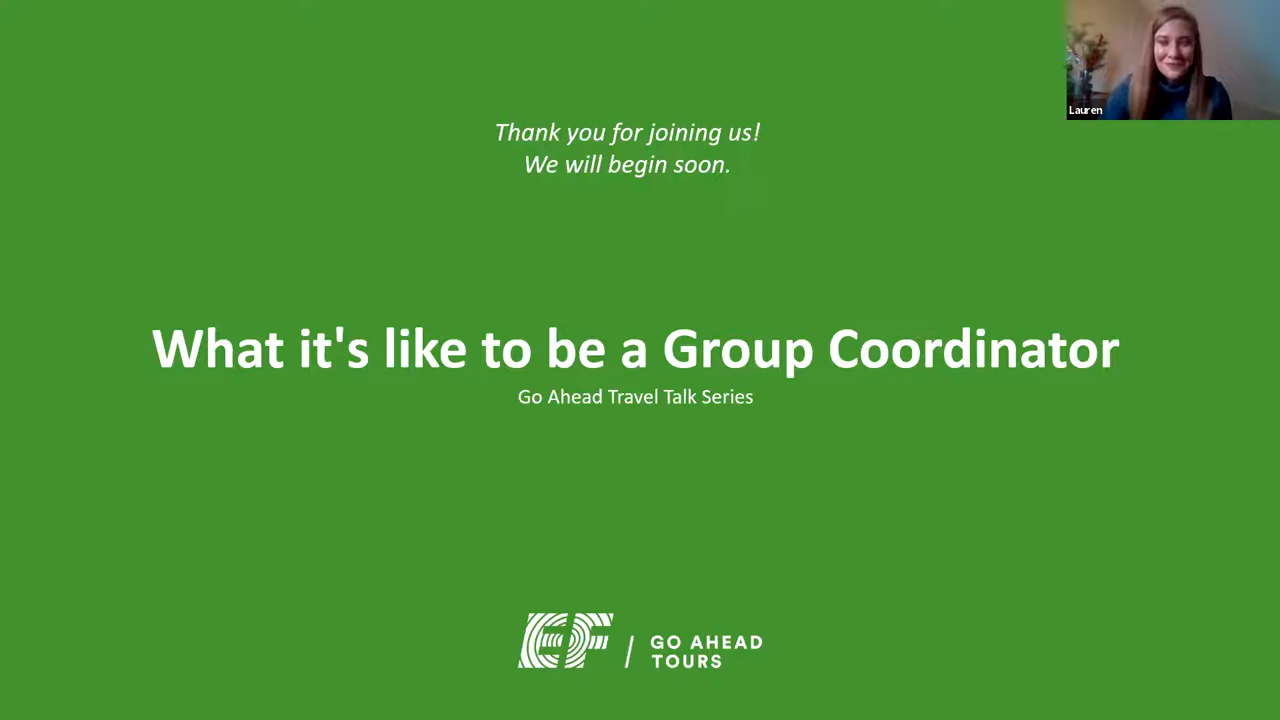 Lauren
Thank you for joining us!
We will begin soon.
What it's like to be a Group Coordinator
Go Ahead Travel Talk Series
EF / GO AHEAD
TOURS